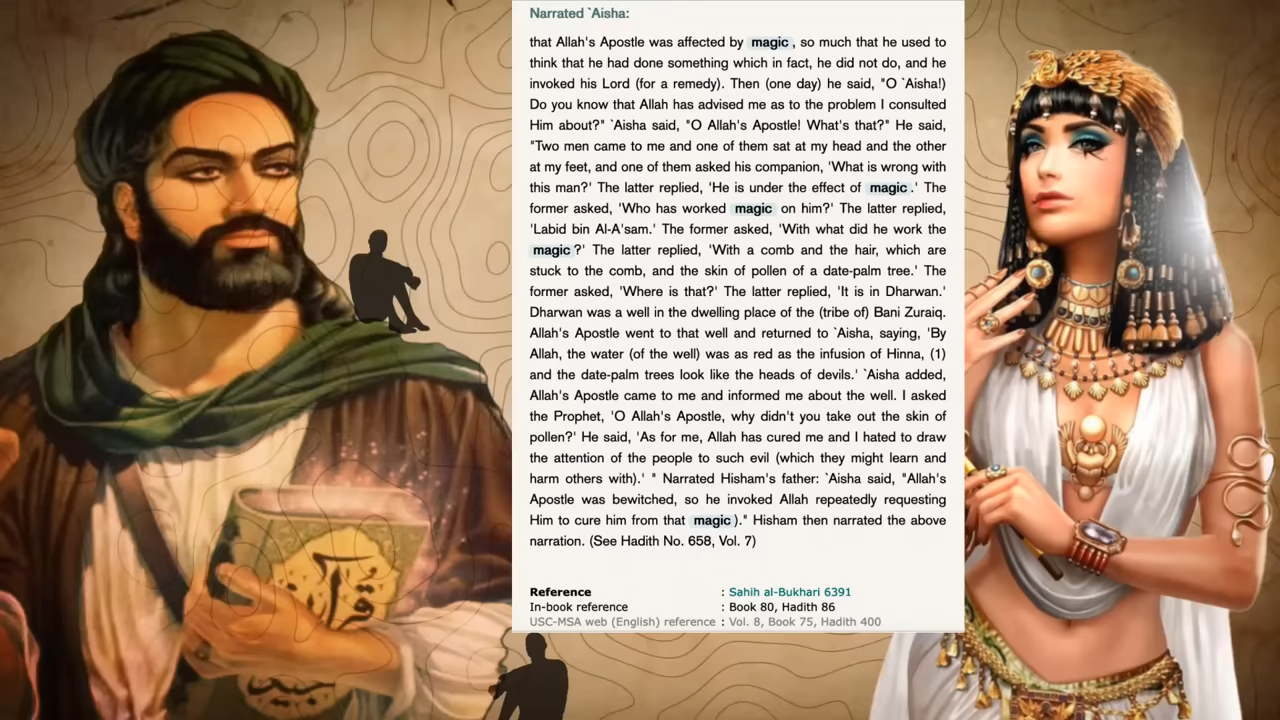 Narrated `Aisha:
that Allah's Apostle was affected by magic, so much that he used to
think that he had done something which in fact, he did not do, and he
invoked his Lord (for a remedy). Then (one day) he said, "O `Aisha!)
Do you know that Allah has advised me as to the problem I consulted
Him about?" `Aisha said, "O Allah's Apostle! What's that?" He said,
"Two men came to me and one of them sat at my head and the other
at my feet, and one of them asked his companion, 'What is wrong with
this man?' The latter replied, 'He is under the effect of magic.' The
former asked, 'Who has worked magic on him?' The latter replied,
'Labid bin Al-A'sam.' The former asked, 'With what did he work the
magic?' The latter replied, 'With a comb and the hair, which are
stuck to the comb, and the skin of pollen of a date-palm tree.' The
former asked, 'Where is that?' The latter replied, 'It is in Dharwan.'
Dharwan was a well in the dwelling place of the (tribe of) Bani Zuraiq.
Allah's Apostle went to that well and returned to `Aisha, saying, 'By
Allah, the water (of the well) was as red as the infusion of Hinna, (1)
and the date-palm trees look like the heads of devils.' `Aisha added,
Allah's Apostle came to me and informed me about the well. I asked
the Prophet, 'O Allah's Apostle, why didn't you take out the skin of
pollen?' He said, 'As for me, Allah has cured me and I hated to draw
the attention of the people to such evil (which they might learn and
harm others with).' " Narrated Hisham's father: `Aisha said, "Allah's
Apostle was bewitched, so he invoked Allah repeatedly requesting
Him to cure him from that magic)." Hisham then narrated the above
narration. (See Hadith No. 658, Vol. 7)
Reference : Sahih al-Bukhari 6391
In-book reference : Book 80, Hadith 86
USC-MSA web (English) reference : Vol. 8, Book 75, Hadith 400
قرآن
مجيد